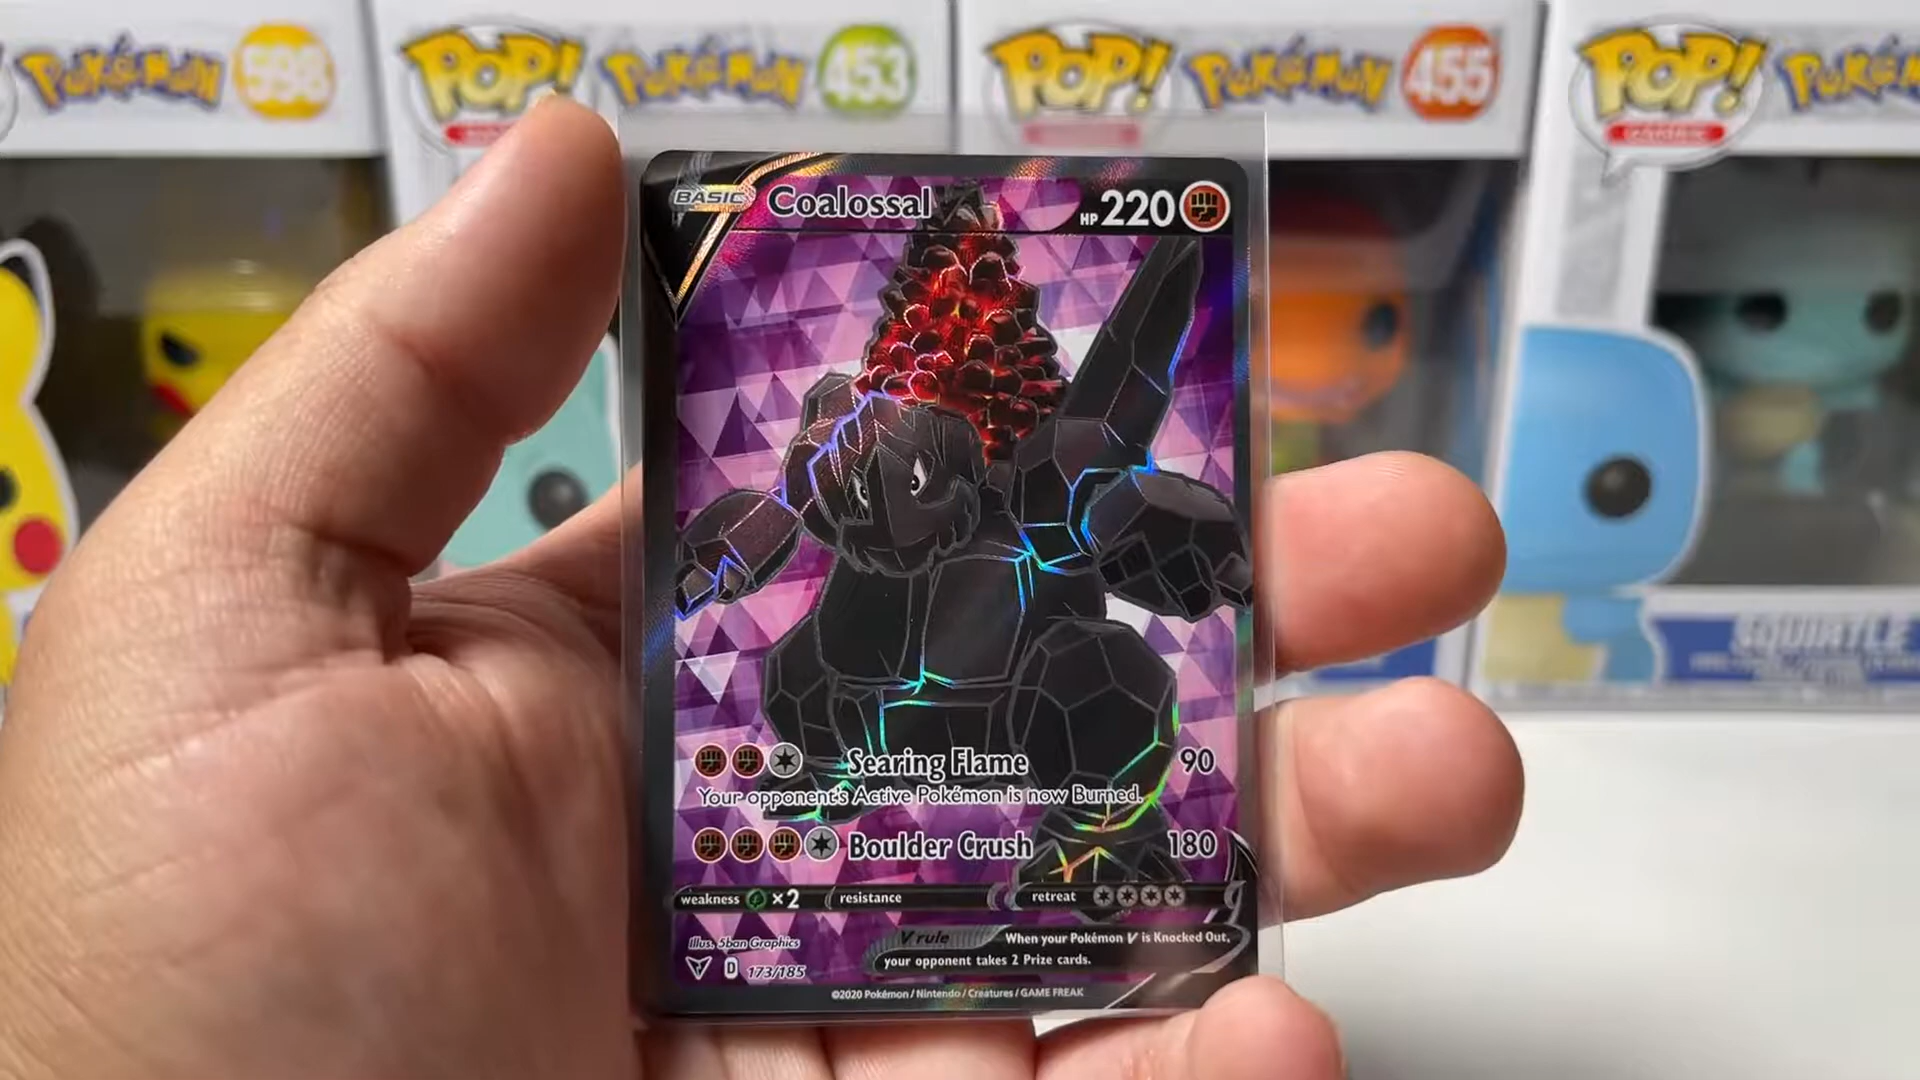 Pokémon 598
POP! Pokémon 453
POP! Pokémon 455
POP! Pokémon
GAMES
BASIC Coalossal HP 220
Searing Flame 90
Your opponent's Active Pokémon is now Burned.
Boulder Crush 180
weakness ×2 resistance retreat
Illus. 5ban Graphics
V rule When your Pokémon V is Knocked Out,
your opponent takes 2 Prize cards.
D 173/185
©2020 Pokémon / Nintendo / Creatures / GAME FREAK
SQUIRTLE